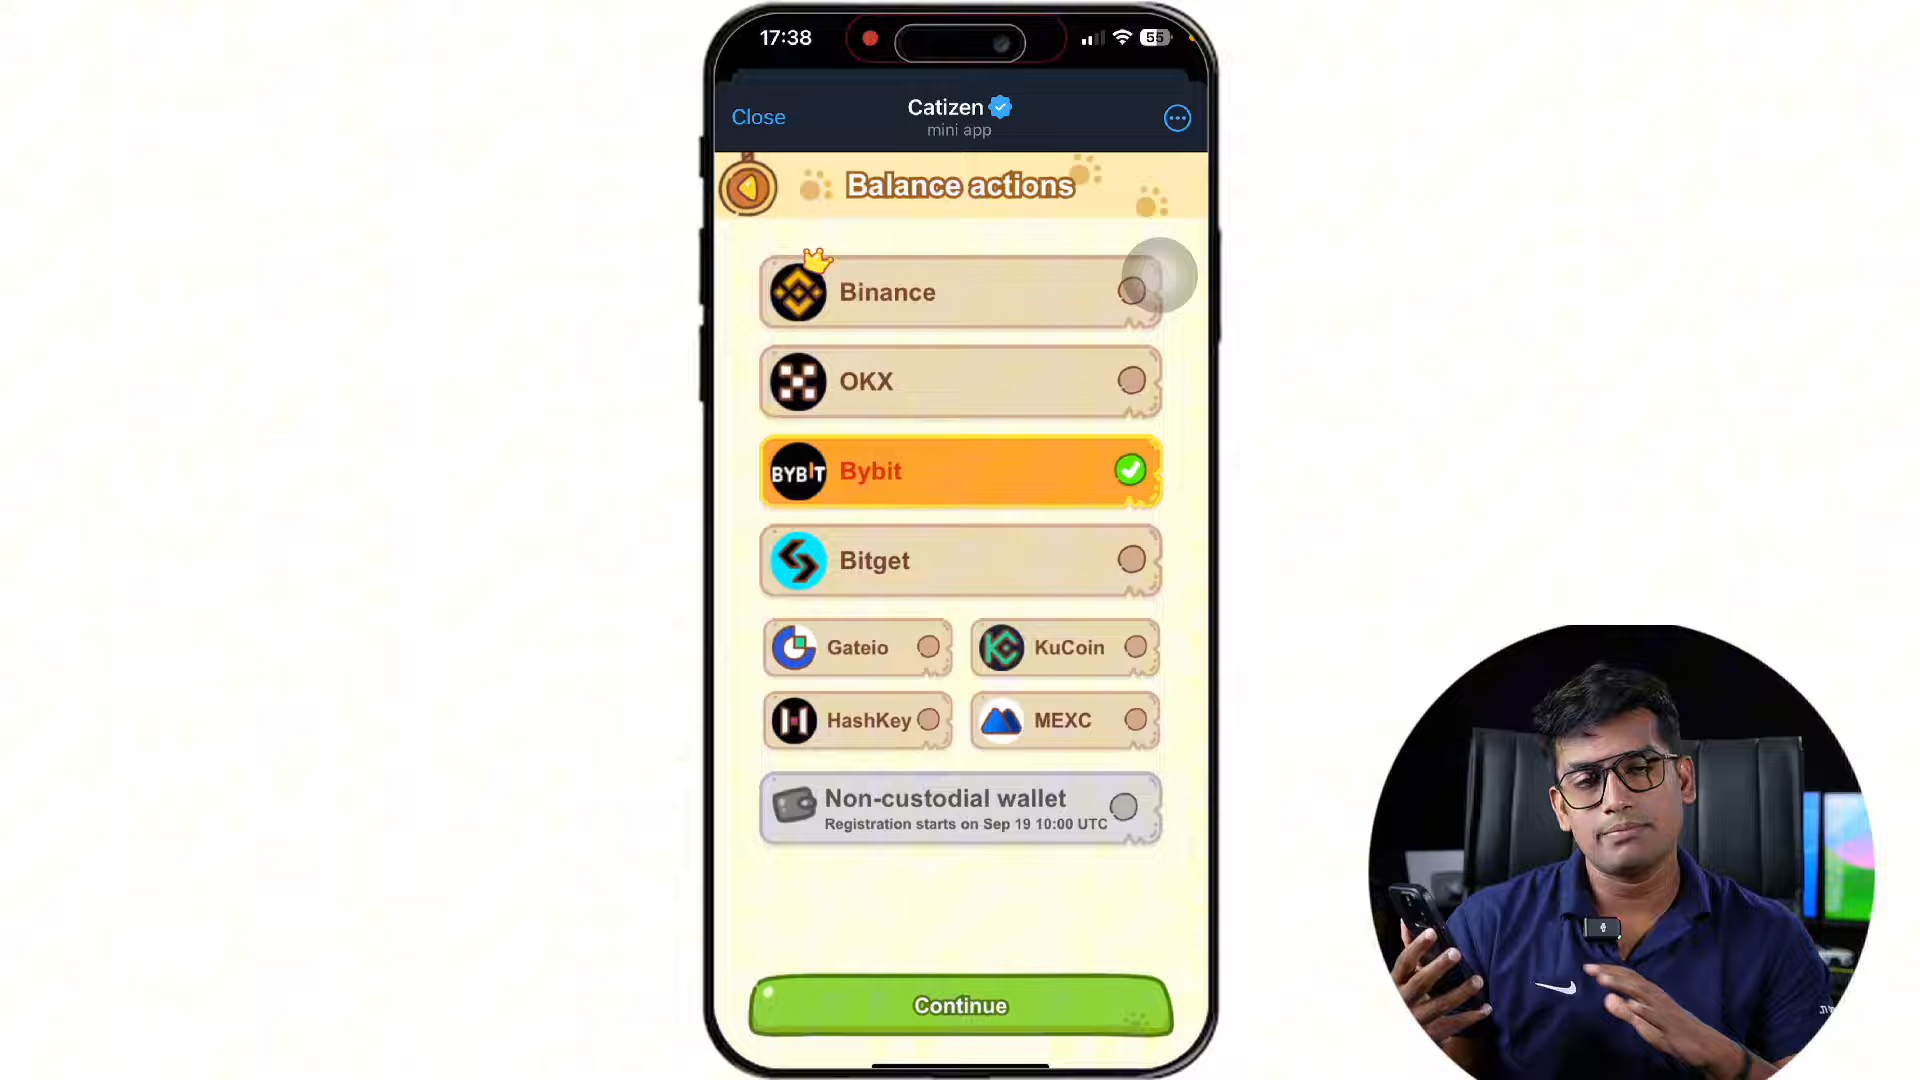 17:38
55
Close
Catizen
mini app
Balance actions
Binance
OKX
BYBIT
Bybit
Bitget
Gateio
KuCoin
HashKey
MEXC
Non-custodial wallet
Registration starts on Sep 19 10:00 UTC
Continue